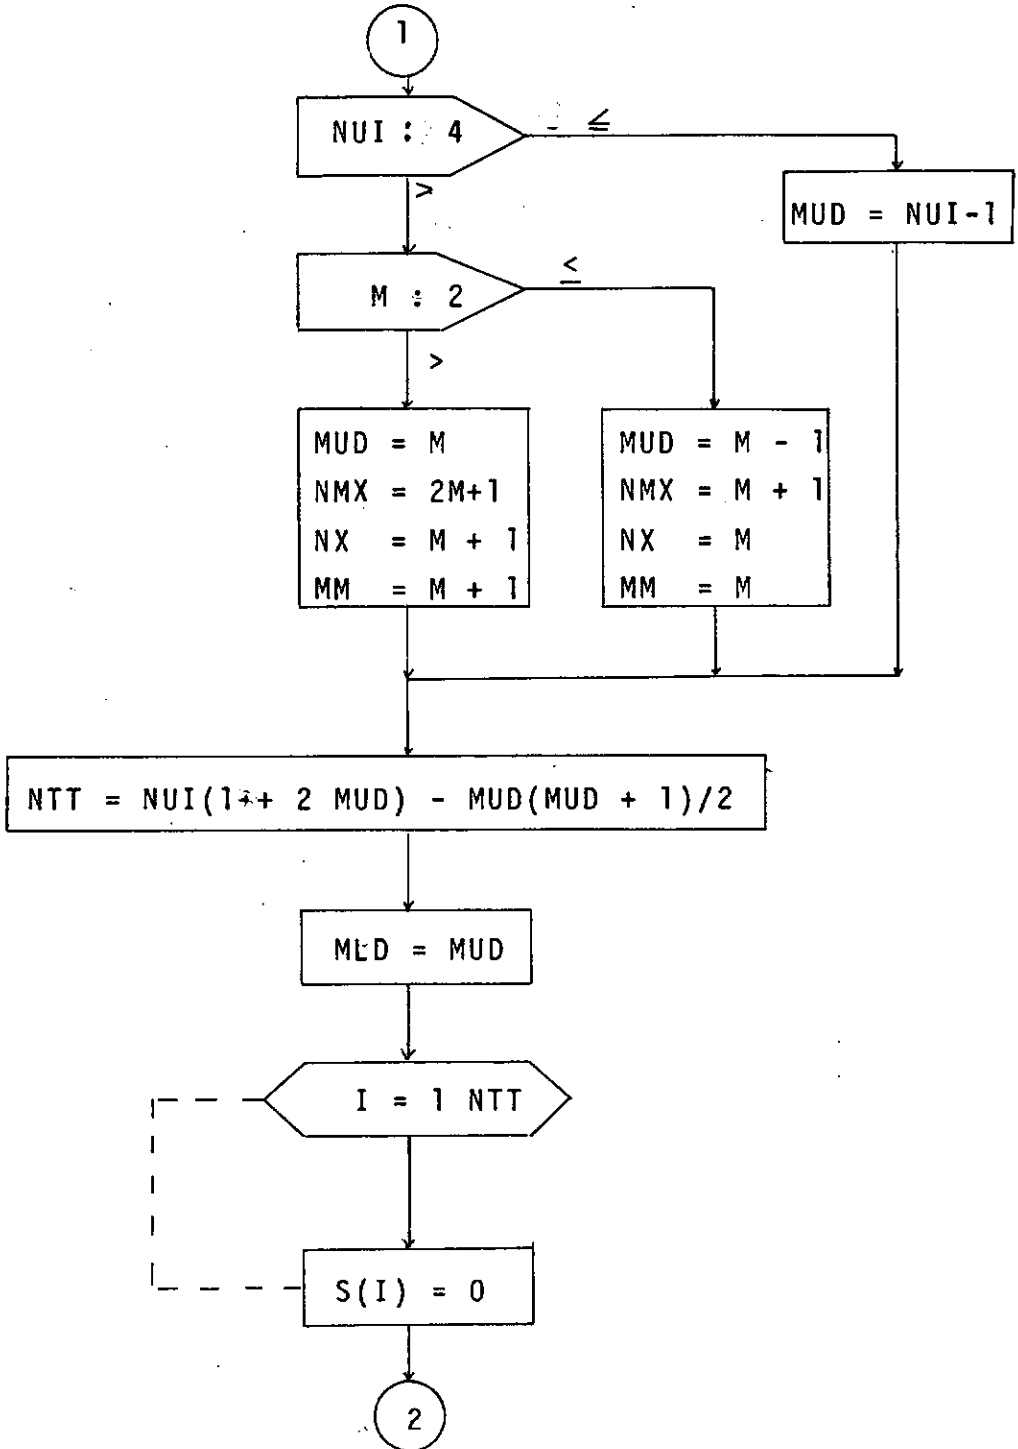 1
NUI : 4
≤
>
MUD = NUI-1
M : 2
≤
>
MUD = M
NMX = 2M+1
NX = M + 1
MM = M + 1
MUD = M - 1
NMX = M + 1
NX = M
MM = M
NTT = NUI(1++ 2 MUD) - MUD(MUD + 1)/2
MLD = MUD
I = 1 NTT
S(I) = 0
2